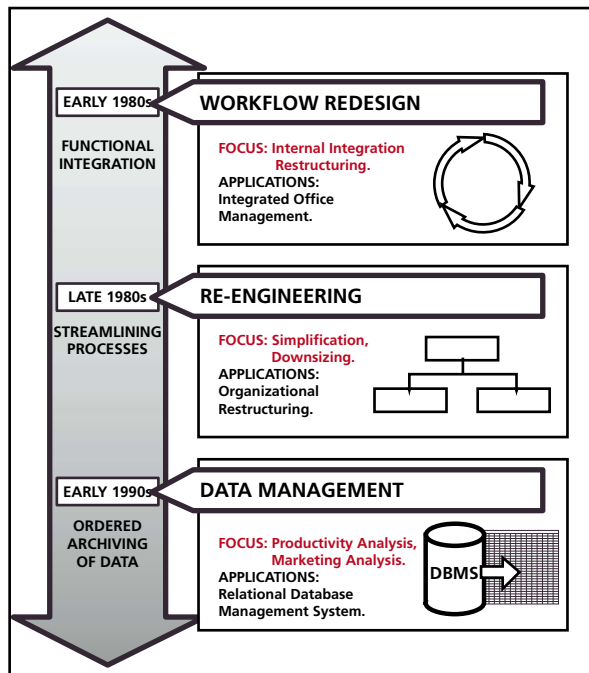 EARLY 1980s
WORKFLOW REDESIGN
FUNCTIONAL
INTEGRATION
FOCUS: Internal Integration
Restructuring.
APPLICATIONS:
Integrated Office
Management.
LATE 1980s
RE-ENGINEERING
STREAMLINING
PROCESSES
FOCUS: Simplification,
Downsizing.
APPLICATIONS:
Organizational
Restructuring.
EARLY 1990s
DATA MANAGEMENT
ORDERED
ARCHIVING
OF DATA
FOCUS: Productivity Analysis,
Marketing Analysis.
APPLICATIONS:
Relational Database
Management System.
DBMS